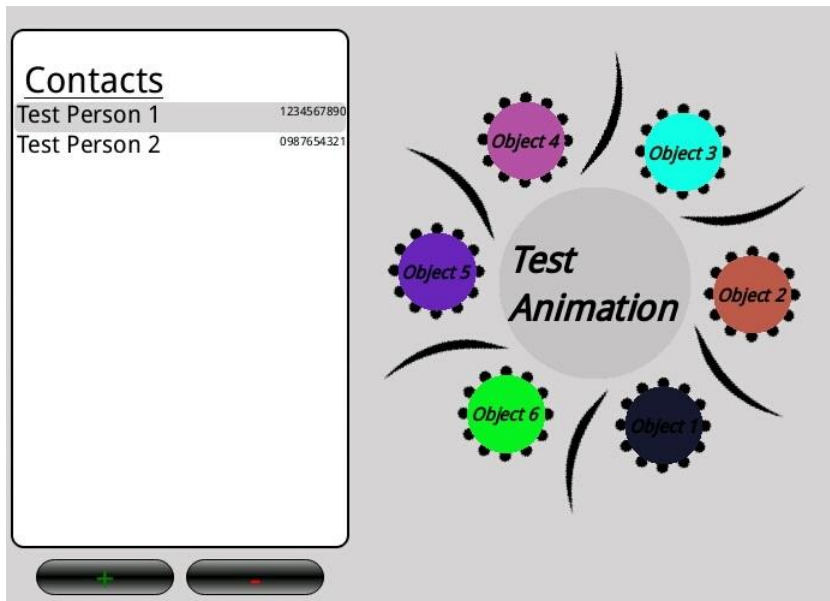 Contacts
Test Person 1 1234567890
Test Person 2 0987654321
+ -
Object 4
Object 3
Object 5
Test
Animation
Object 2
Object 6
Object 1